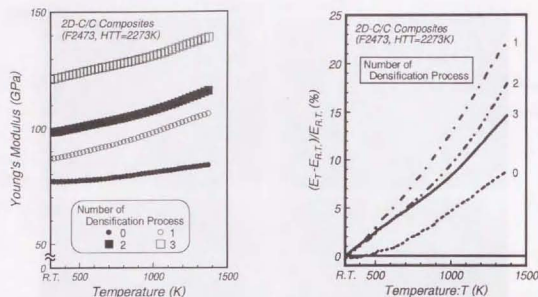 2D-C/C Composites
(F2473, HTT=2273K)
Young's Modulus (GPa)
150
100
50
0
Number of
Densification Process
0
1
2
3
R.T.
500
1000
1500
Temperature (K)
2D-C/C Composites
(F2473, HTT=2273K)
Number of
Densification Process
(E_T-E_R.T.)/E_R.T. (%)
25
20
15
10
5
0
1
2
3
0
R.T.
500
1000
1500
Temperature:T (K)